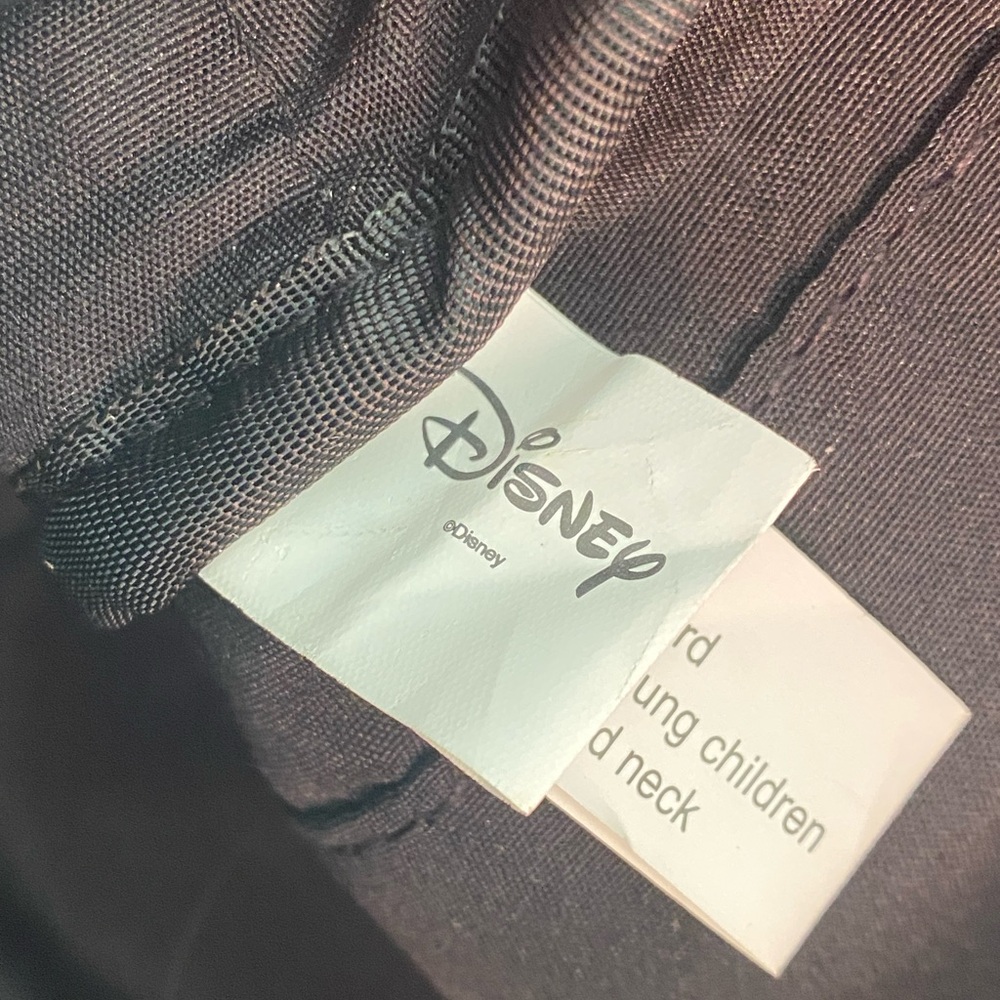 Disney
©Disney
rd
ung children
d neck